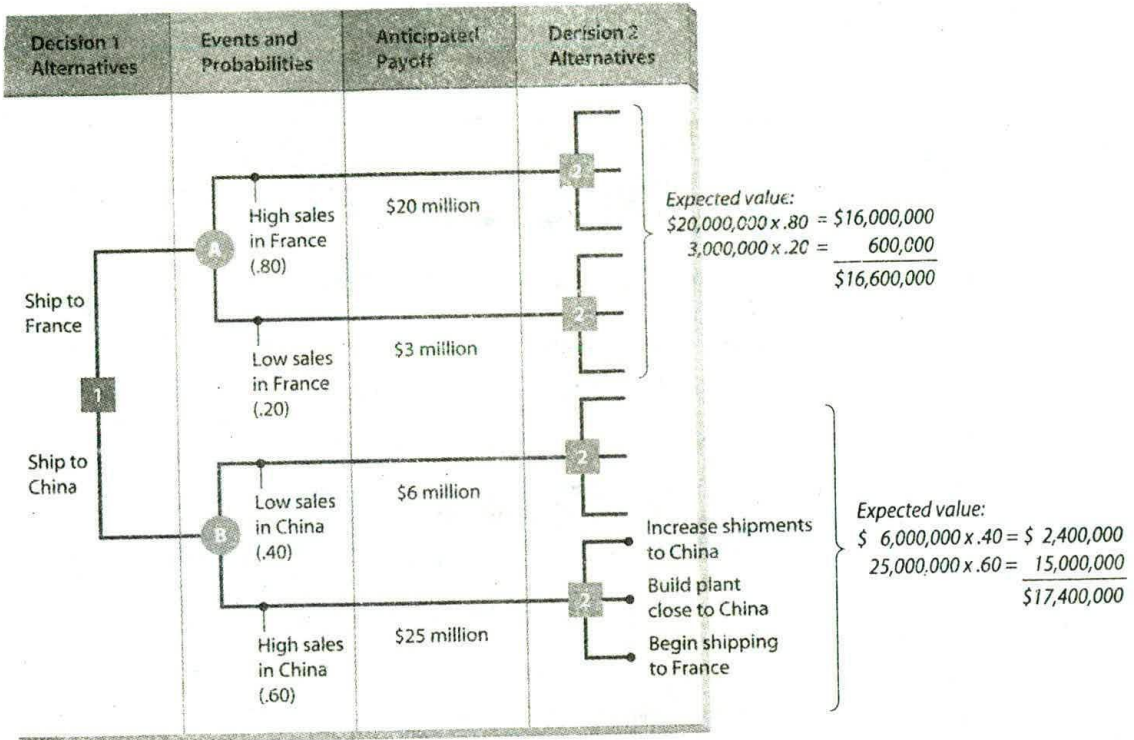 Decision 1
Alternatives
Events and
Probabilities
Anticipated
Payoff
Decision 2
Alternatives
Ship to
France
1
Ship to
China
A
High sales
in France
(.80)
Low sales
in France
(.20)
B
Low sales
in China
(.40)
High sales
in China
(.60)
$20 million
$3 million
$6 million
$25 million
2
2
2
2
Increase shipments
to China
Build plant
close to China
Begin shipping
to France
Expected value:
$20,000,000 x .80 = $16,000,000
3,000,000 x .20 = 600,000
$16,600,000
Expected value:
$ 6,000,000 x .40 = $ 2,400,000
25,000,000 x .60 = 15,000,000
$17,400,000